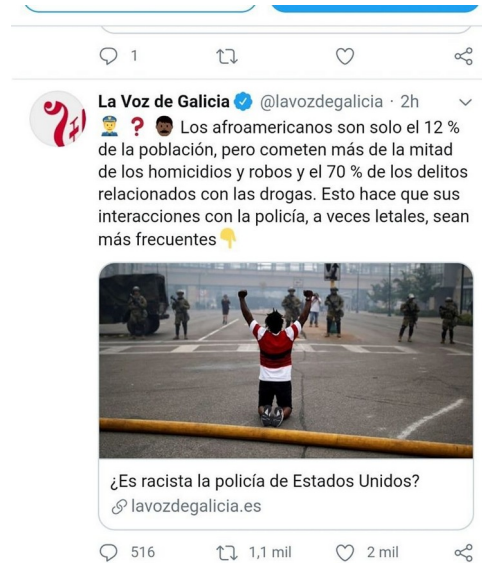 1
La Voz de Galicia @lavozdegalicia · 2h
👮❓👨🏿 Los afroamericanos son solo el 12 %
de la población, pero cometen más de la mitad
de los homicidios y robos y el 70 % de los delitos
relacionados con las drogas. Esto hace que sus
interacciones con la policía, a veces letales, sean
más frecuentes👇
¿Es racista la policía de Estados Unidos?
lavozdegalicia.es
516 1,1 mil 2 mil